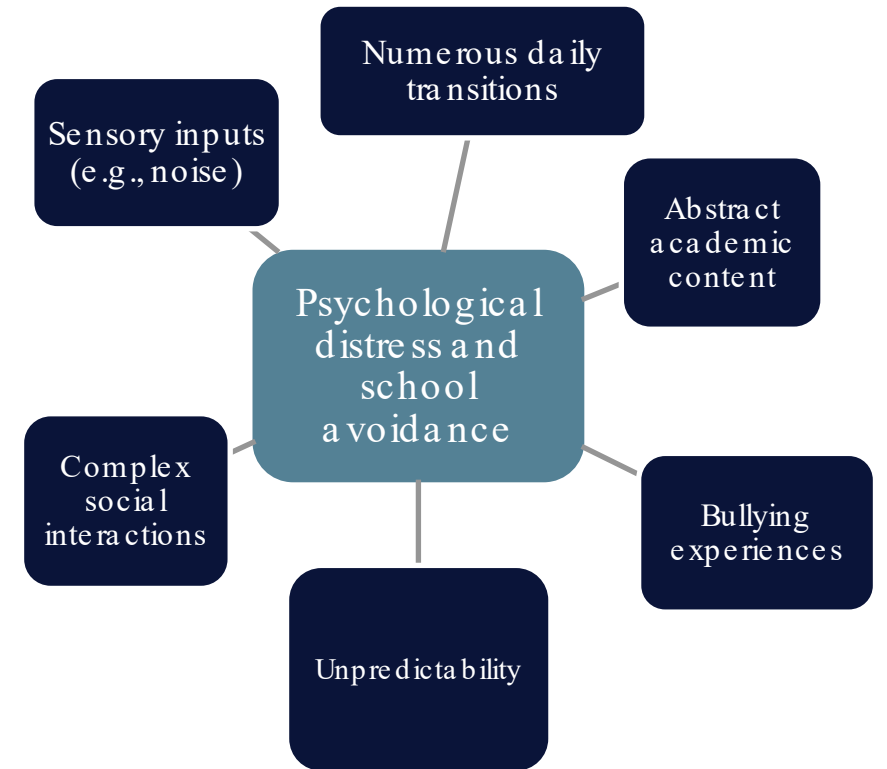 Numerous daily
transitions
Sensory inputs
(e.g., noise)
Abstract
academic
content
Psychological
distress and
school
avoidance
Complex
social
interactions
Bullying
experiences
Unpredictability